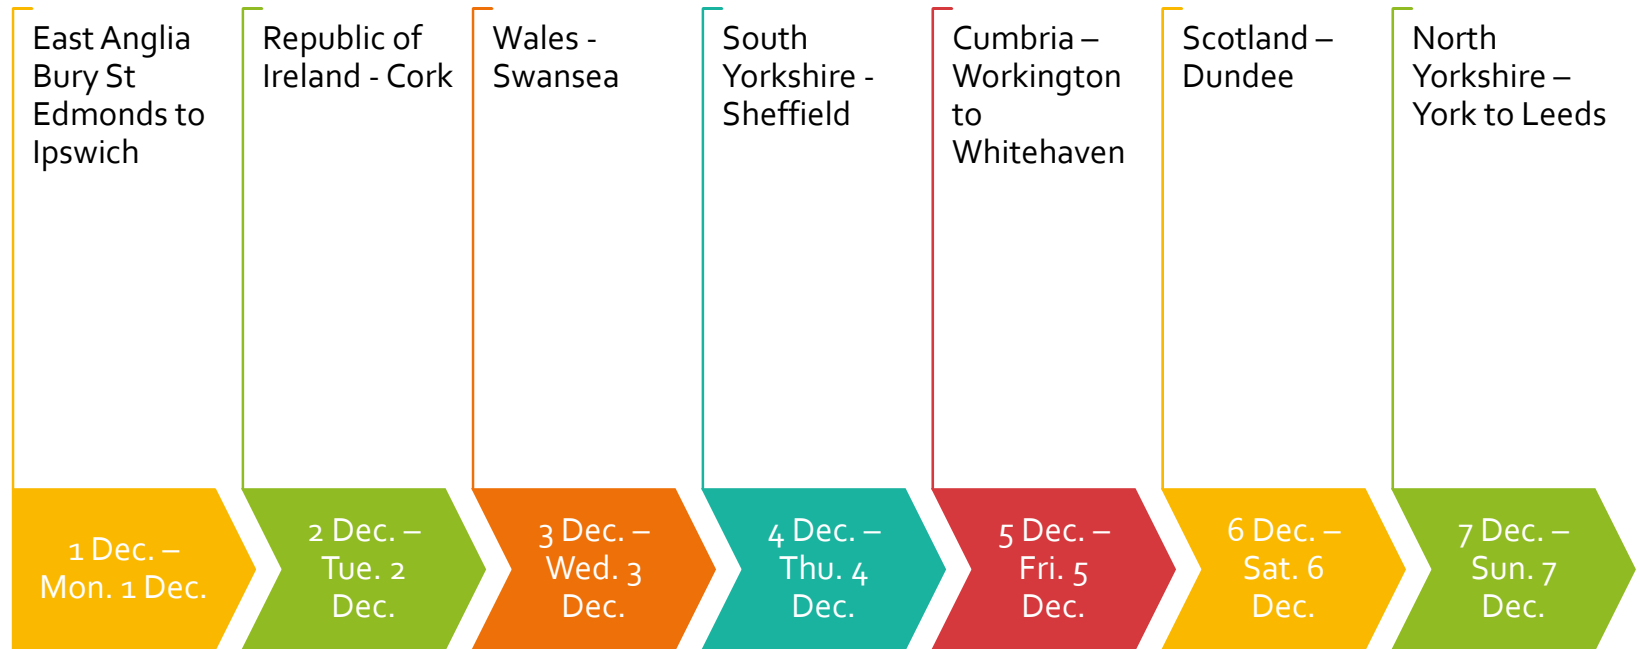 East Anglia
Bury St
Edmonds to
Ipswich
Republic of
Ireland - Cork
Wales -
Swansea
South
Yorkshire -
Sheffield
Cumbria –
Workington
to
Whitehaven
Scotland –
Dundee
North
Yorkshire –
York to Leeds
1 Dec. –
Mon. 1 Dec.
2 Dec. –
Tue. 2
Dec.
3 Dec. –
Wed. 3
Dec.
4 Dec. –
Thu. 4
Dec.
5 Dec. –
Fri. 5
Dec.
6 Dec. –
Sat. 6
Dec.
7 Dec. –
Sun. 7
Dec.